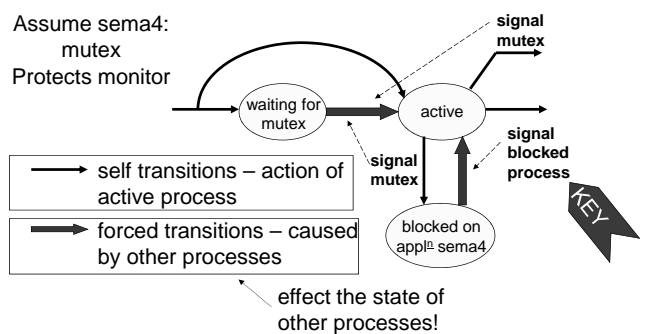 Assume sema4:
mutex
Protects monitor
signal
mutex
waiting for
mutex
active
signal
mutex
signal
blocked
process
blocked on
applⁿ sema4
self transitions – action of
active process
forced transitions – caused
by other processes
KEY
effect the state of
other processes!